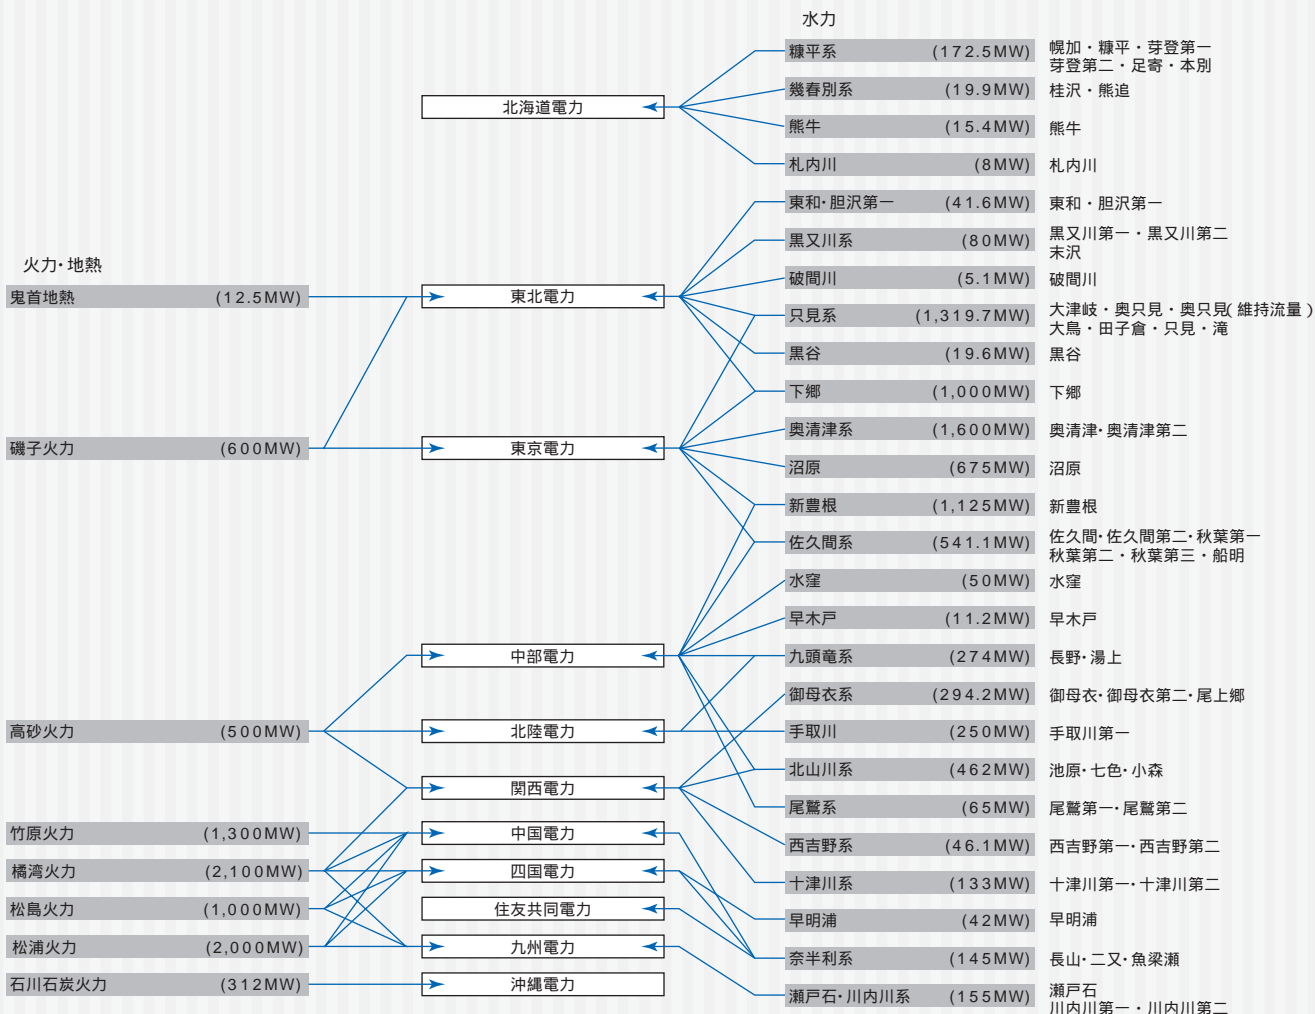 水力
糠平系 (172.5MW) 幌加・糠平・芽登第一
芽登第二・足寄・本別
幾春別系 (19.9MW) 桂沢・熊追
北海道電力
熊牛 (15.4MW) 熊牛
札内川 (8MW) 札内川
東和・胆沢第一 (41.6MW) 東和・胆沢第一
黒又川系 (80MW) 黒又川第一・黒又川第二
末沢
火力・地熱
破間川 (5.1MW) 破間川
鬼首地熱 (12.5MW)
東北電力
只見系 (1,319.7MW) 大津岐・奥只見・奥只見(維持流量)
大鳥・田子倉・只見・滝
黒谷 (19.6MW) 黒谷
下郷 (1,000MW) 下郷
奥清津系 (1,600MW) 奥清津・奥清津第二
磯子火力 (600MW)
東京電力
沼原 (675MW) 沼原
新豊根 (1,125MW) 新豊根
佐久間系 (541.1MW) 佐久間・佐久間第二・秋葉第一
秋葉第二・秋葉第三・船明
水窪 (50MW) 水窪
早木戸 (11.2MW) 早木戸
中部電力
九頭竜系 (274MW) 長野・湯上
御母衣系 (294.2MW) 御母衣・御母衣第二・尾上郷
高砂火力 (500MW)
北陸電力
手取川 (250MW) 手取川第一
北山川系 (462MW) 池原・七色・小森
関西電力
尾鷲系 (65MW) 尾鷲第一・尾鷲第二
竹原火力 (1,300MW)
中国電力
西吉野系 (46.1MW) 西吉野第一・西吉野第二
橘湾火力 (2,100MW)
四国電力
十津川系 (133MW) 十津川第一・十津川第二
松島火力 (1,000MW)
住友共同電力
早明浦 (42MW) 早明浦
松浦火力 (2,000MW)
九州電力
奈半利系 (145MW) 長山・二又・魚梁瀬
石川石炭火力 (312MW)
沖縄電力
瀬戸石・川内川系 (155MW) 瀬戸石
川内川第一・川内川第二